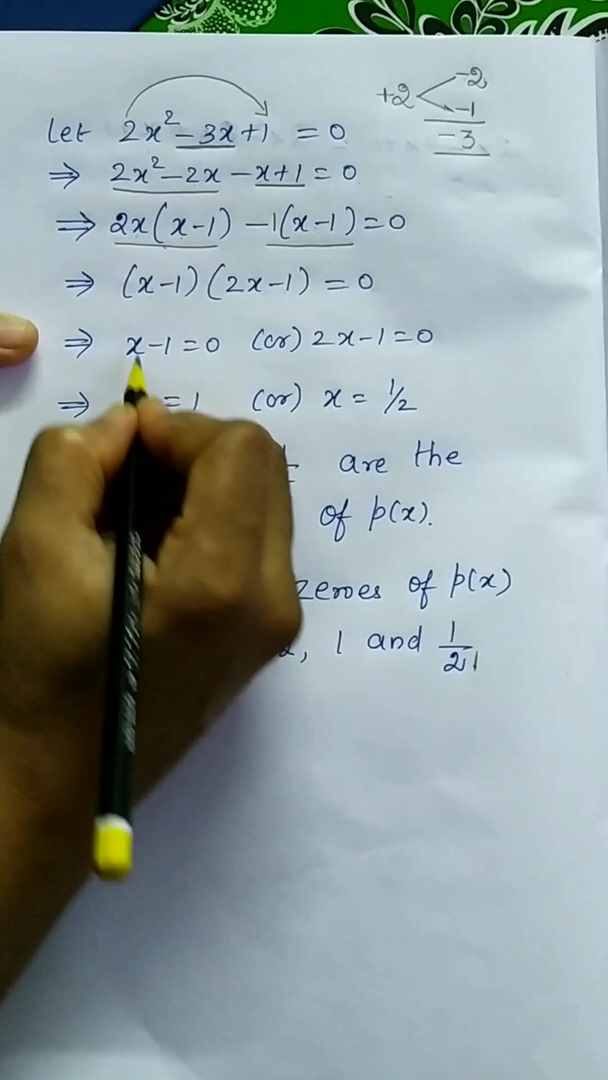 +2 < -2
-1
-3
Let 2x² - 3x + 1 = 0
⇒ 2x² - 2x - x + 1 = 0
⇒ 2x(x-1) - 1(x-1) = 0
⇒ (x-1)(2x-1) = 0
⇒ x-1 = 0 (or) 2x-1 = 0
⇒ = 1 (or) x = 1/2
are the
of p(x).
zeroes of p(x)
, 1 and 1/2